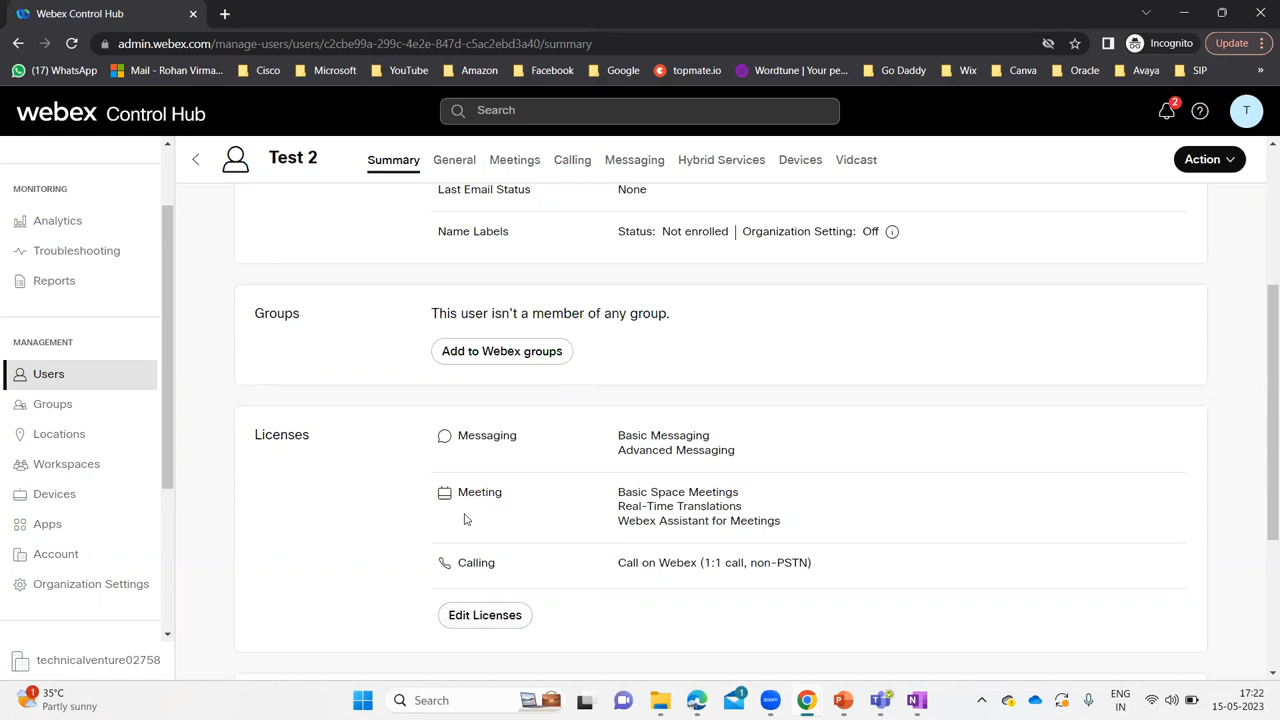 Webex Control Hub
admin.webex.com/manage-users/users/c2cbe99a-299c-4e2e-847d-c5ac2ebd3a40/summary
Incognito
Update
(17) WhatsApp
Mail - Rohan Virma...
Cisco
Microsoft
YouTube
Amazon
Facebook
Google
topmate.io
Wordtune | Your pe...
Go Daddy
Wix
Canva
Oracle
Avaya
SIP
»
webex Control Hub
Search
2
T
Test 2
Summary
General
Meetings
Calling
Messaging
Hybrid Services
Devices
Vidcast
Action
MONITORING
Analytics
Troubleshooting
Reports
MANAGEMENT
Users
Groups
Locations
Workspaces
Devices
Apps
Account
Organization Settings
technicalventure02758
Last Email Status None
Name Labels Status: Not enrolled | Organization Setting: Off
Groups This user isn't a member of any group.
Add to Webex groups
Licenses
Messaging Basic Messaging
Advanced Messaging
Meeting Basic Space Meetings
Real-Time Translations
Webex Assistant for Meetings
Calling Call on Webex (1:1 call, non-PSTN)
Edit Licenses
1
35°C
Partly sunny
Search
1
zoom
ENG
IN
17:22
15-05-2023